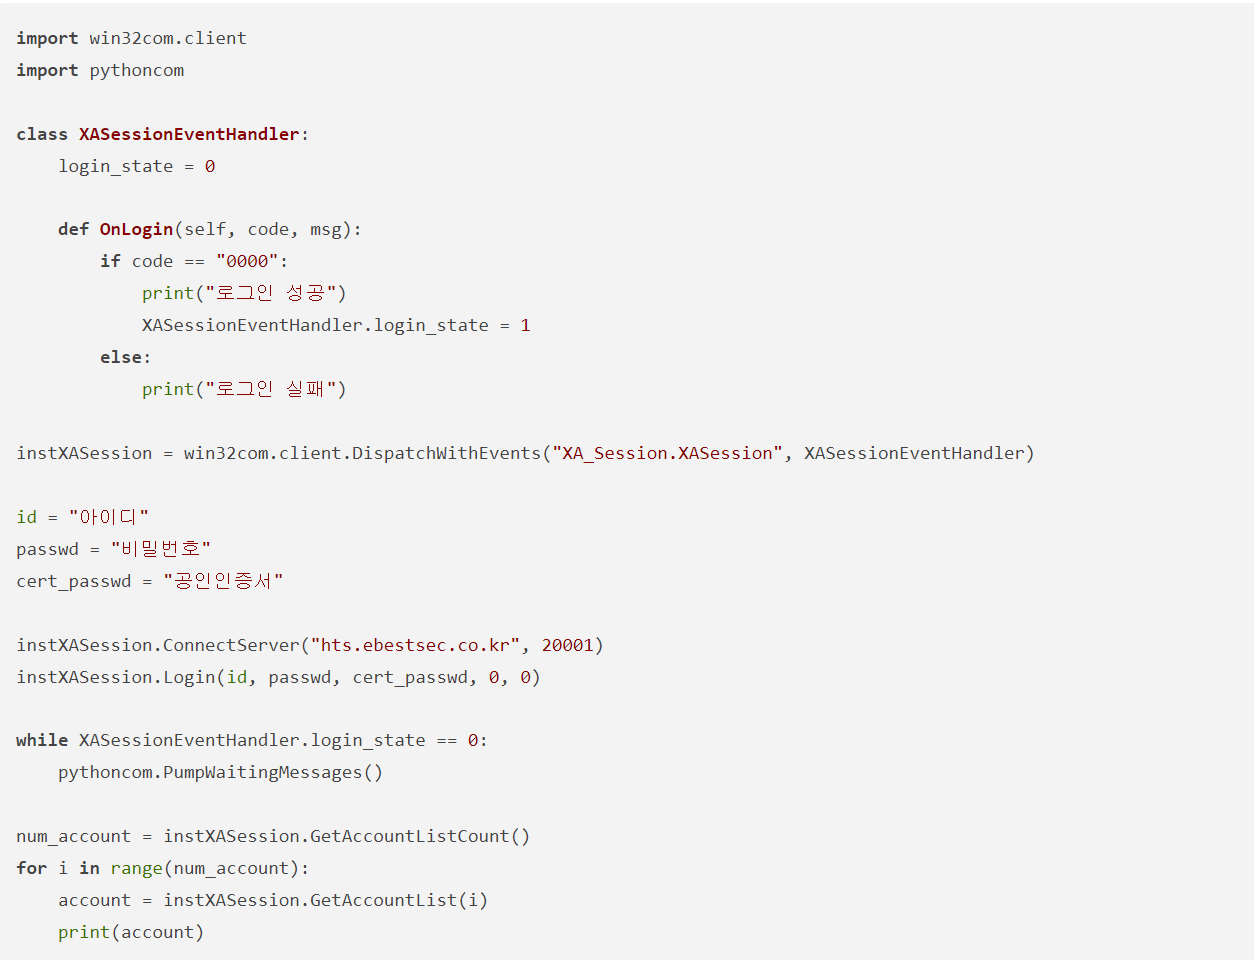 import win32com.client
import pythoncom
class XASessionEventHandler:
login_state = 0
def OnLogin(self, code, msg):
if code == "0000":
print("로그인 성공")
XASessionEventHandler.login_state = 1
else:
print("로그인 실패")
instXASession = win32com.client.DispatchWithEvents("XA_Session.XASession", XASessionEventHandler)
id = "아이디"
passwd = "비밀번호"
cert_passwd = "공인인증서"
instXASession.ConnectServer("hts.ebestsec.co.kr", 20001)
instXASession.Login(id, passwd, cert_passwd, 0, 0)
while XASessionEventHandler.login_state == 0:
pythoncom.PumpWaitingMessages()
num_account = instXASession.GetAccountListCount()
for i in range(num_account):
account = instXASession.GetAccountList(i)
print(account)